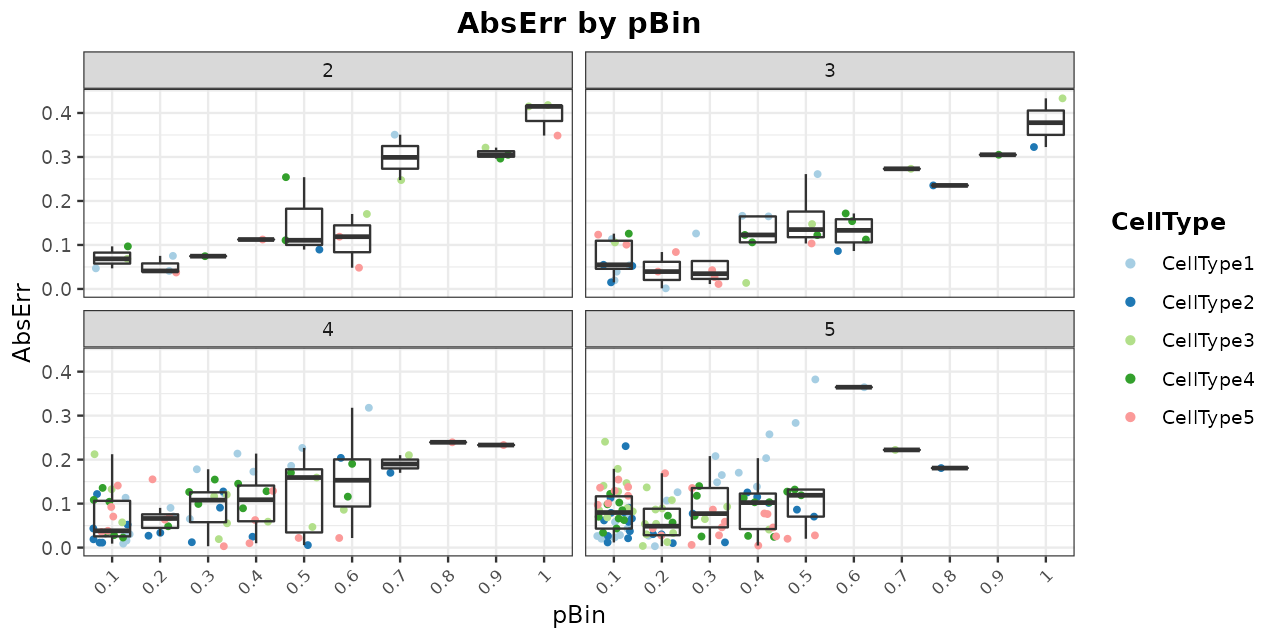 AbsErr by pBin
2
3
0.4
0.3
0.2
0.1
0.0
4
5
0.4
0.3
0.2
0.1
0.0
AbsErr
0.1 0.2 0.3 0.4 0.5 0.6 0.7 0.8 0.9 1
0.1 0.2 0.3 0.4 0.5 0.6 0.7 0.8 0.9 1
pBin
CellType
CellType1
CellType2
CellType3
CellType4
CellType5